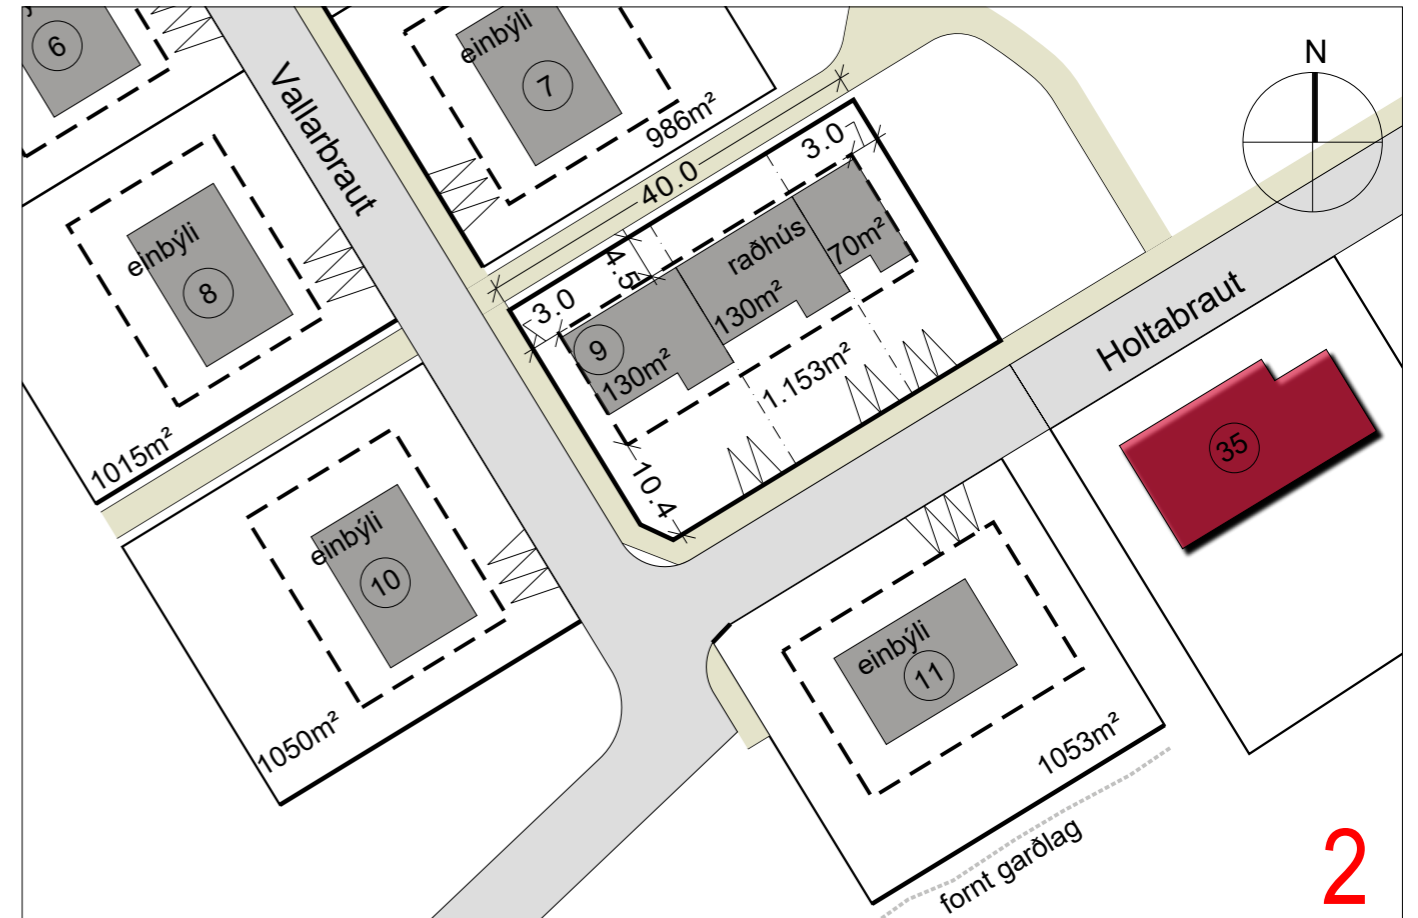 6
Vallarbraut
einbýli
7
986m²
N
40.0
3.0
4.5
3.0
raðhús
70m²
130m²
9
130m²
1.153m²
10.4
einbýli
8
1015m²
Holtabraut
35
einbýli
10
1050m²
einbýli
11
1053m²
fornt garðlag
2